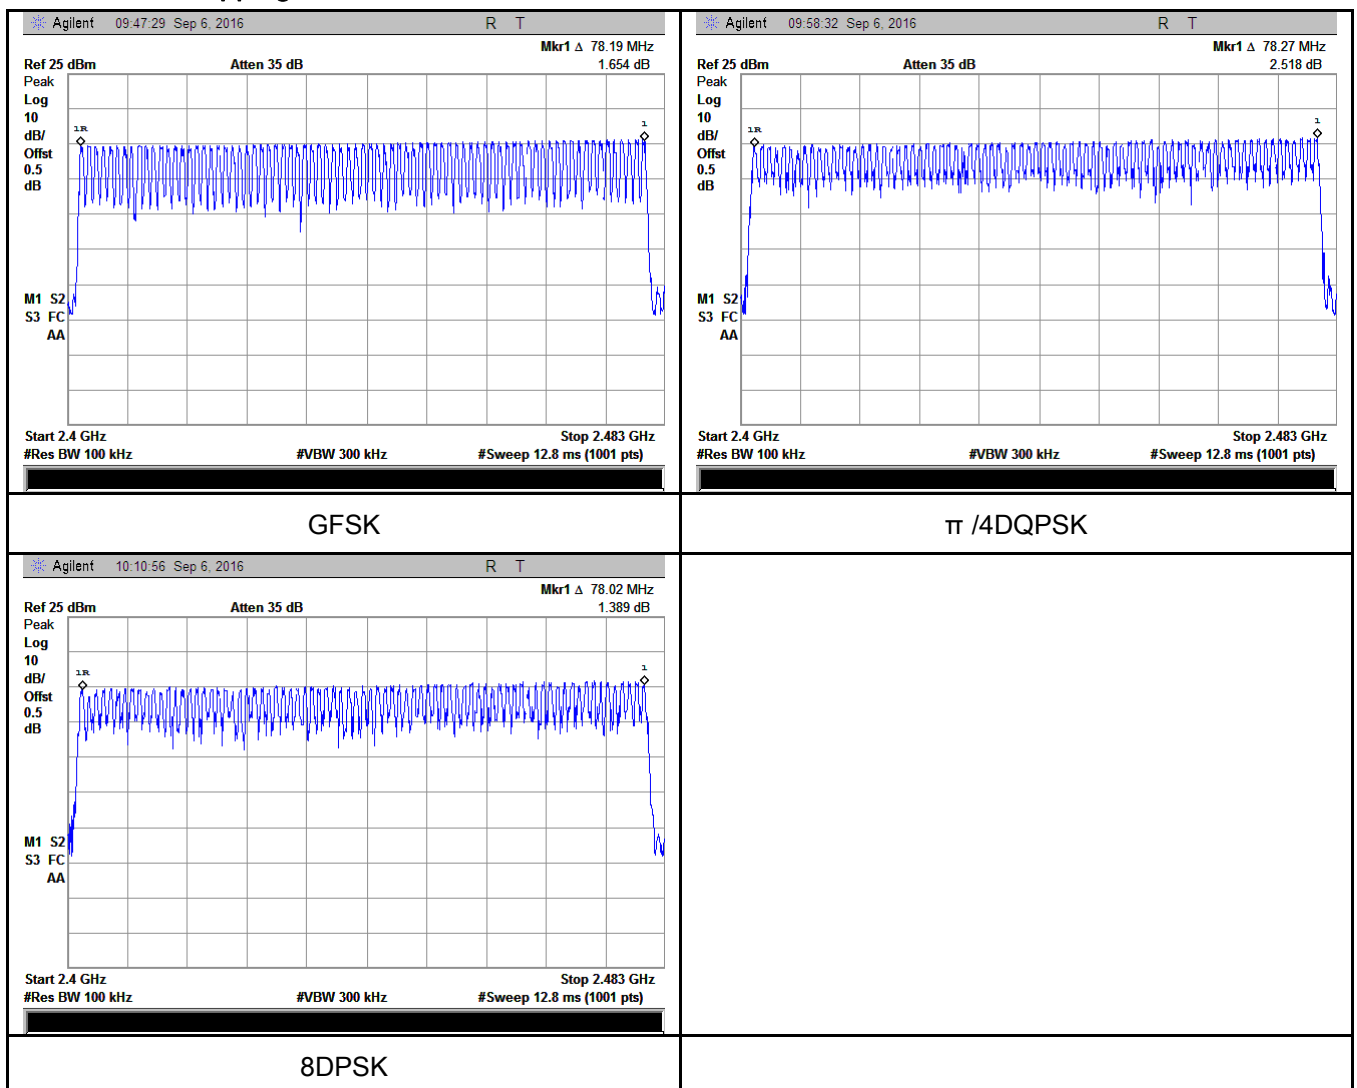 Agilent 09:47:29 Sep 6, 2016 R T
Mkr1 Δ 78.19 MHz
Ref 25 dBm Atten 35 dB 1.654 dB
Peak
Log
10
dB/
Offst
0.5
dB
1R
1
M1 S2
S3 FC
AA
Start 2.4 GHz Stop 2.483 GHz
#Res BW 100 kHz #VBW 300 kHz #Sweep 12.8 ms (1001 pts)
GFSK
Agilent 09:58:32 Sep 6, 2016 R T
Mkr1 Δ 78.27 MHz
Ref 25 dBm Atten 35 dB 2.518 dB
Peak
Log
10
dB/
Offst
0.5
dB
1R
1
M1 S2
S3 FC
AA
Start 2.4 GHz Stop 2.483 GHz
#Res BW 100 kHz #VBW 300 kHz #Sweep 12.8 ms (1001 pts)
π /4DQPSK
Agilent 10:10:56 Sep 6, 2016 R T
Mkr1 Δ 78.02 MHz
Ref 25 dBm Atten 35 dB 1.389 dB
Peak
Log
10
dB/
Offst
0.5
dB
1R
1
M1 S2
S3 FC
AA
Start 2.4 GHz Stop 2.483 GHz
#Res BW 100 kHz #VBW 300 kHz #Sweep 12.8 ms (1001 pts)
8DPSK